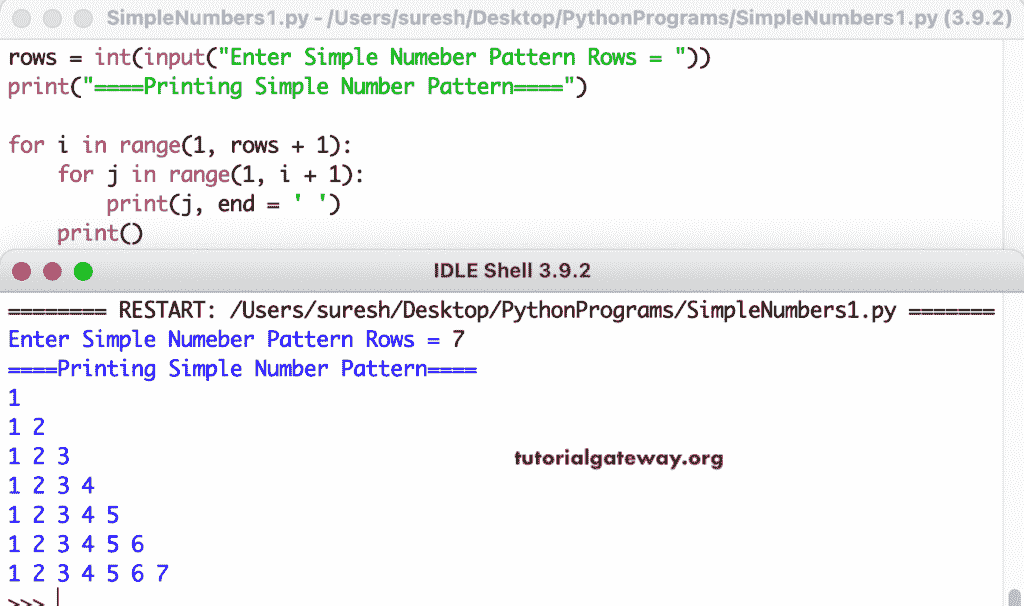 SimpleNumbers1.py - /Users/suresh/Desktop/PythonPrograms/SimpleNumbers1.py (3.9.2)
rows = int(input("Enter Simple Numeber Pattern Rows = "))
print("====Printing Simple Number Pattern====")
for i in range(1, rows + 1):
    for j in range(1, i + 1):
        print(j, end = ' ')
    print()
IDLE Shell 3.9.2
======== RESTART: /Users/suresh/Desktop/PythonPrograms/SimpleNumbers1.py =======
Enter Simple Numeber Pattern Rows = 7
====Printing Simple Number Pattern====
1
1 2
1 2 3
tutorialgateway.org
1 2 3 4
1 2 3 4 5
1 2 3 4 5 6
1 2 3 4 5 6 7
>>>